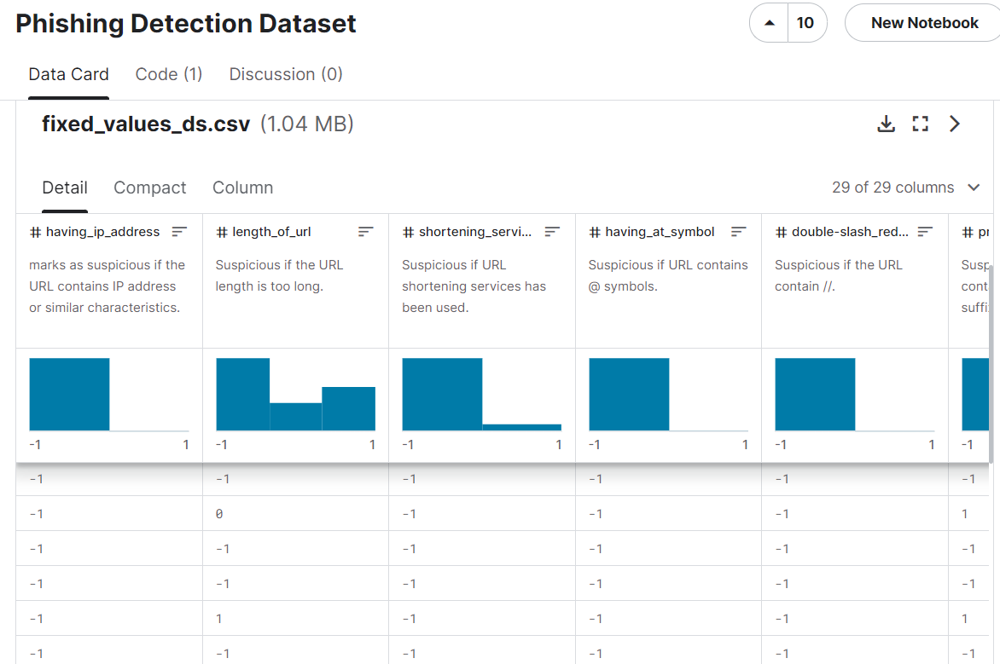 Phishing Detection Dataset
10
New Notebook
Data Card Code (1) Discussion (0)
fixed_values_ds.csv (1.04 MB)
Detail Compact Column
29 of 29 columns
# having_ip_address
marks as suspicious if the
URL contains IP address
or similar characteristics.
# length_of_url
Suspicious if the URL
length is too long.
# shortening_servi...
Suspicious if URL
shortening services has
been used.
# having_at_symbol
Suspicious if URL contains
@ symbols.
# double-slash_red...
Suspicious if the URL
contain //.
# pr
Susp
cont
suffi
-1 1 -1 1 -1 1 -1 1 -1 1 -1
-1 -1 -1 -1 -1 -1
-1 0 -1 -1 -1 1
-1 -1 -1 -1 -1 -1
-1 -1 -1 -1 -1 -1
-1 1 -1 -1 -1 1
-1 -1 -1 -1 -1 -1